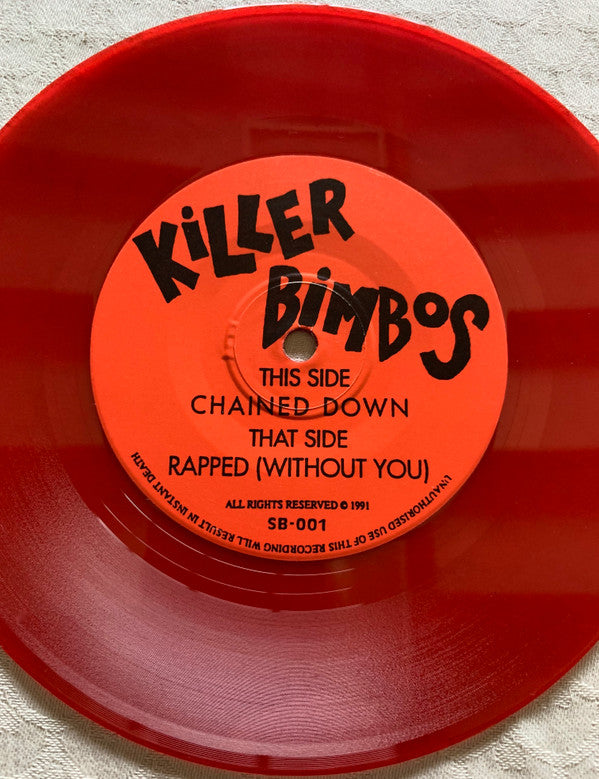 KiLLER
BiMBOS
THIS SIDE
CHAINED DOWN
THAT SIDE
RAPPED (WITHOUT YOU)
ALL RIGHTS RESERVED © 1991
SB-001
UNAUTHORISED USE OF THIS RECORDING WILL RESULT IN INSTANT DEATH